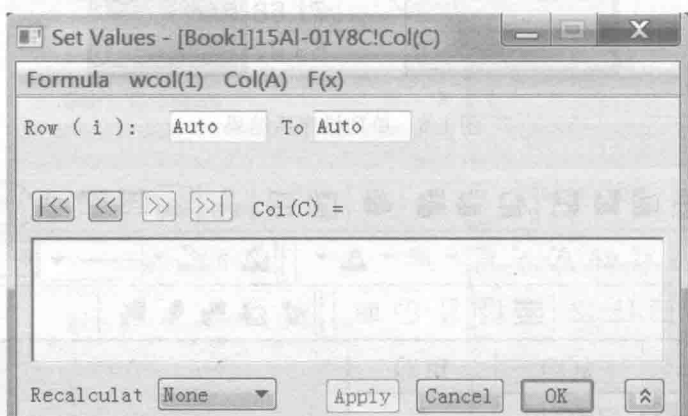 Set Values - [Book1]15Al-01Y8C!Col(C)
Formula wcol(1) Col(A) F(x)
Row ( i ): Auto To Auto
|<< << >> >>| Col(C) =
Recalculat None Apply Cancel OK